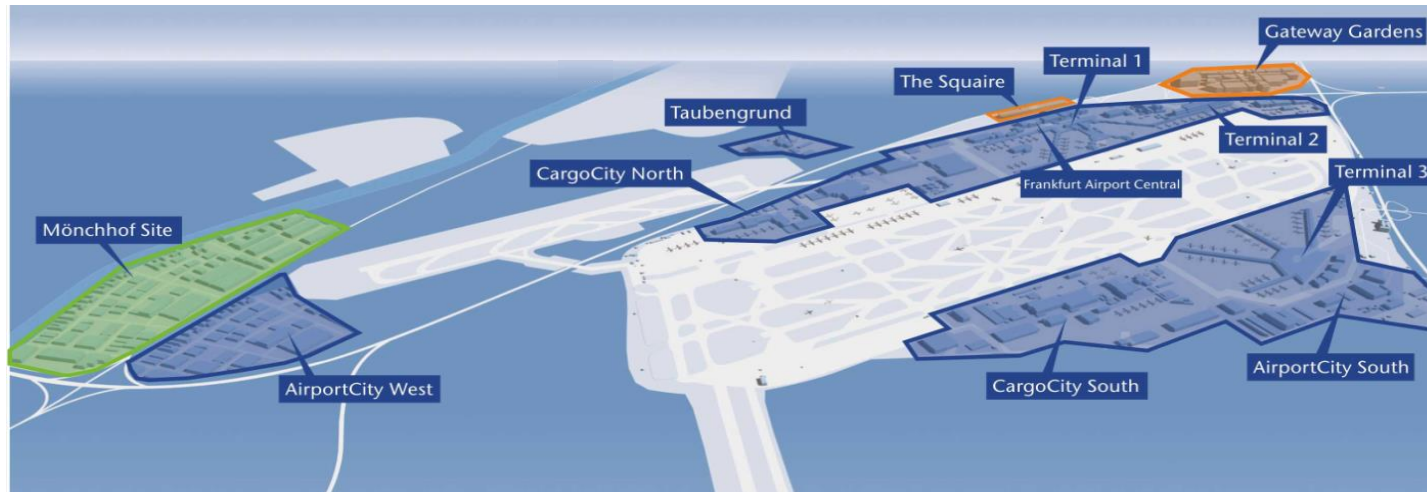 Gateway Gardens
Terminal 1
The Squaire
Taubengrund
Terminal 2
CargoCity North
Frankfurt Airport Central
Terminal 3
Mönchhof Site
AirportCity West
CargoCity South
AirportCity South